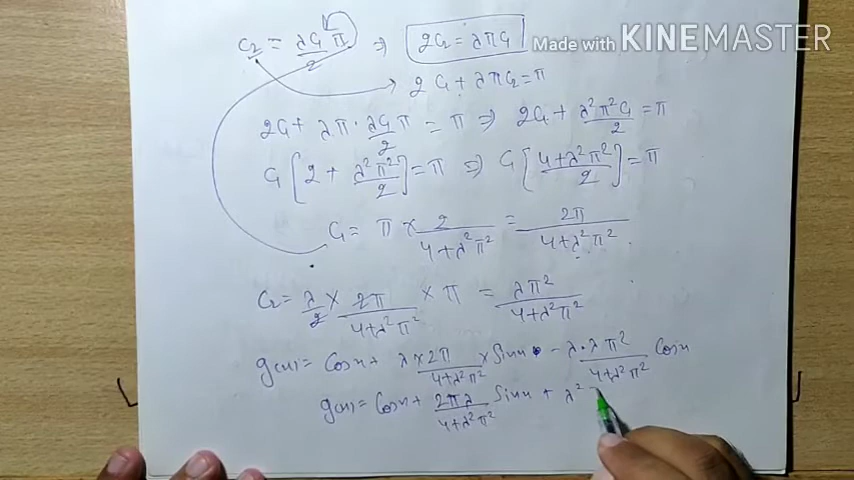 C₂ = λC₁π/2 ⇒ 2C₂ = λπC₁
Made with KINEMASTER
2C₁ + λπC₂ = π
2C₁ + λπ · λC₁π/2 = π ⇒ 2C₁ + λ²π²C₁/2 = π
C₁[2 + λ²π²/2] = π ⇒ C₁[4+λ²π²/2] = π
C₁ = π × 2/4+λ²π² = 2π/4+λ²π²
C₂ = λ/2 × 2π/4+λ²π² × π = λπ²/4+λ²π²
g(x) = Cosx + λ×2π/4+λ²π² × Sinx - λ·λπ²/4+λ²π² Cosx
g(x) = Cosx + 2πλ/4+λ²π² Sinx + λ²